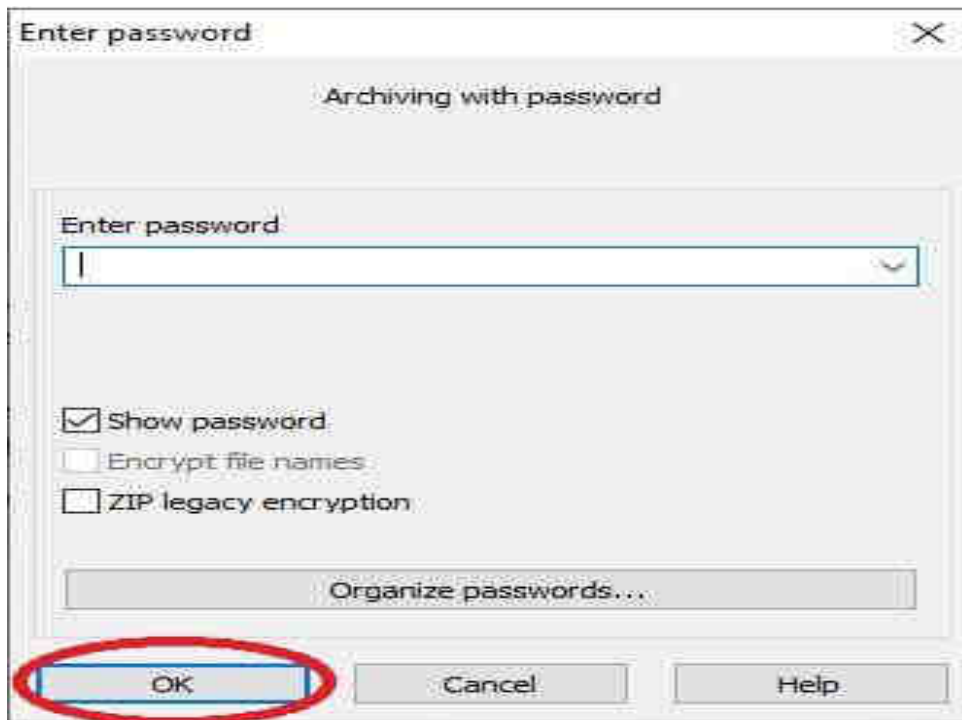 Enter password
Archiving with password
Enter password
Show password
Encrypt file names
ZIP legacy encryption
Organize passwords...
OK Cancel Help